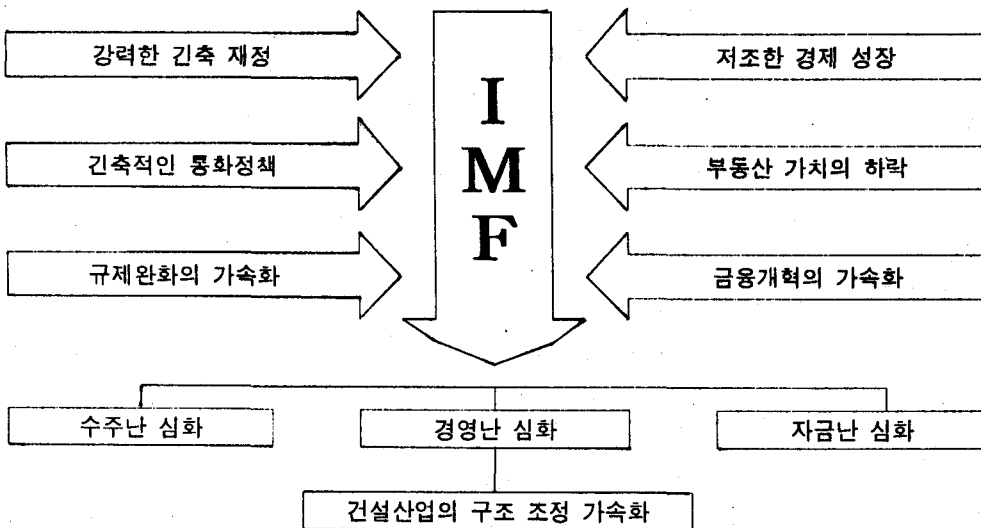 강력한 긴축 재정
저조한 경제 성장
I
M
F
긴축적인 통화정책
부동산 가치의 하락
규제완화의 가속화
금융개혁의 가속화
수주난 심화
경영난 심화
자금난 심화
건설산업의 구조 조정 가속화